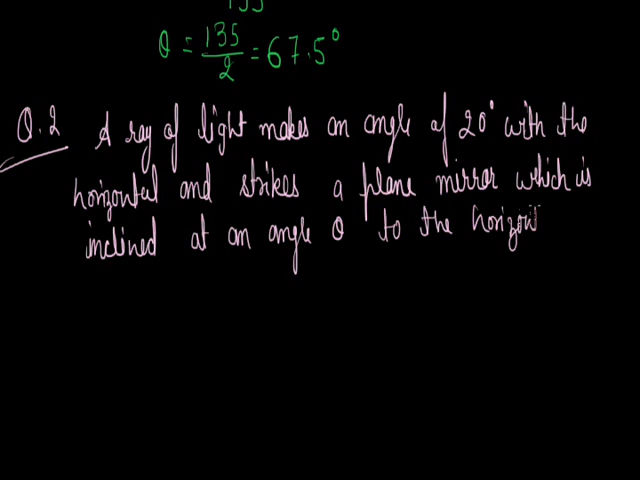 θ = 135/2 = 67.5°
Q.2 A ray of light makes an angle of 20° with the
horizontal and strikes a plane mirror which is
inclined at an angle θ to the